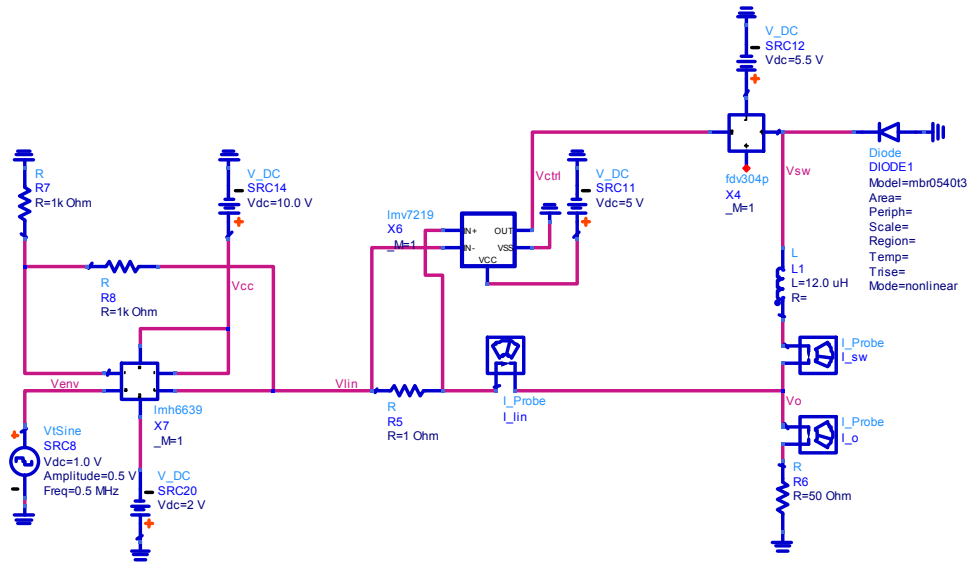 V_DC
SRC12
Vdc=5.5 V
R
R7
R=1k Ohm
V_DC
SRC14
Vdc=10.0 V
Vctrl
V_DC
SRC11
Vdc=5 V
fdv304p
X4
_M=1
Vsw
Diode
DIODE1
Model=mbr0540t3
Area=
Periph=
Scale=
Region=
Temp=
Trise=
Mode=nonlinear
lmv7219
X6
_M=1
IN+
OUT
IN-
VSS
VCC
R
R8
R=1k Ohm
Vcc
L
L1
L=12.0 uH
R=
I_Probe
I_sw
Venv
lmh6639
X7
_M=1
Vlin
R
R5
R=1 Ohm
I_Probe
I_lin
Vo
I_Probe
I_o
VtSine
SRC8
Vdc=1.0 V
Amplitude=0.5 V
Freq=0.5 MHz
V_DC
SRC20
Vdc=2 V
R
R6
R=50 Ohm